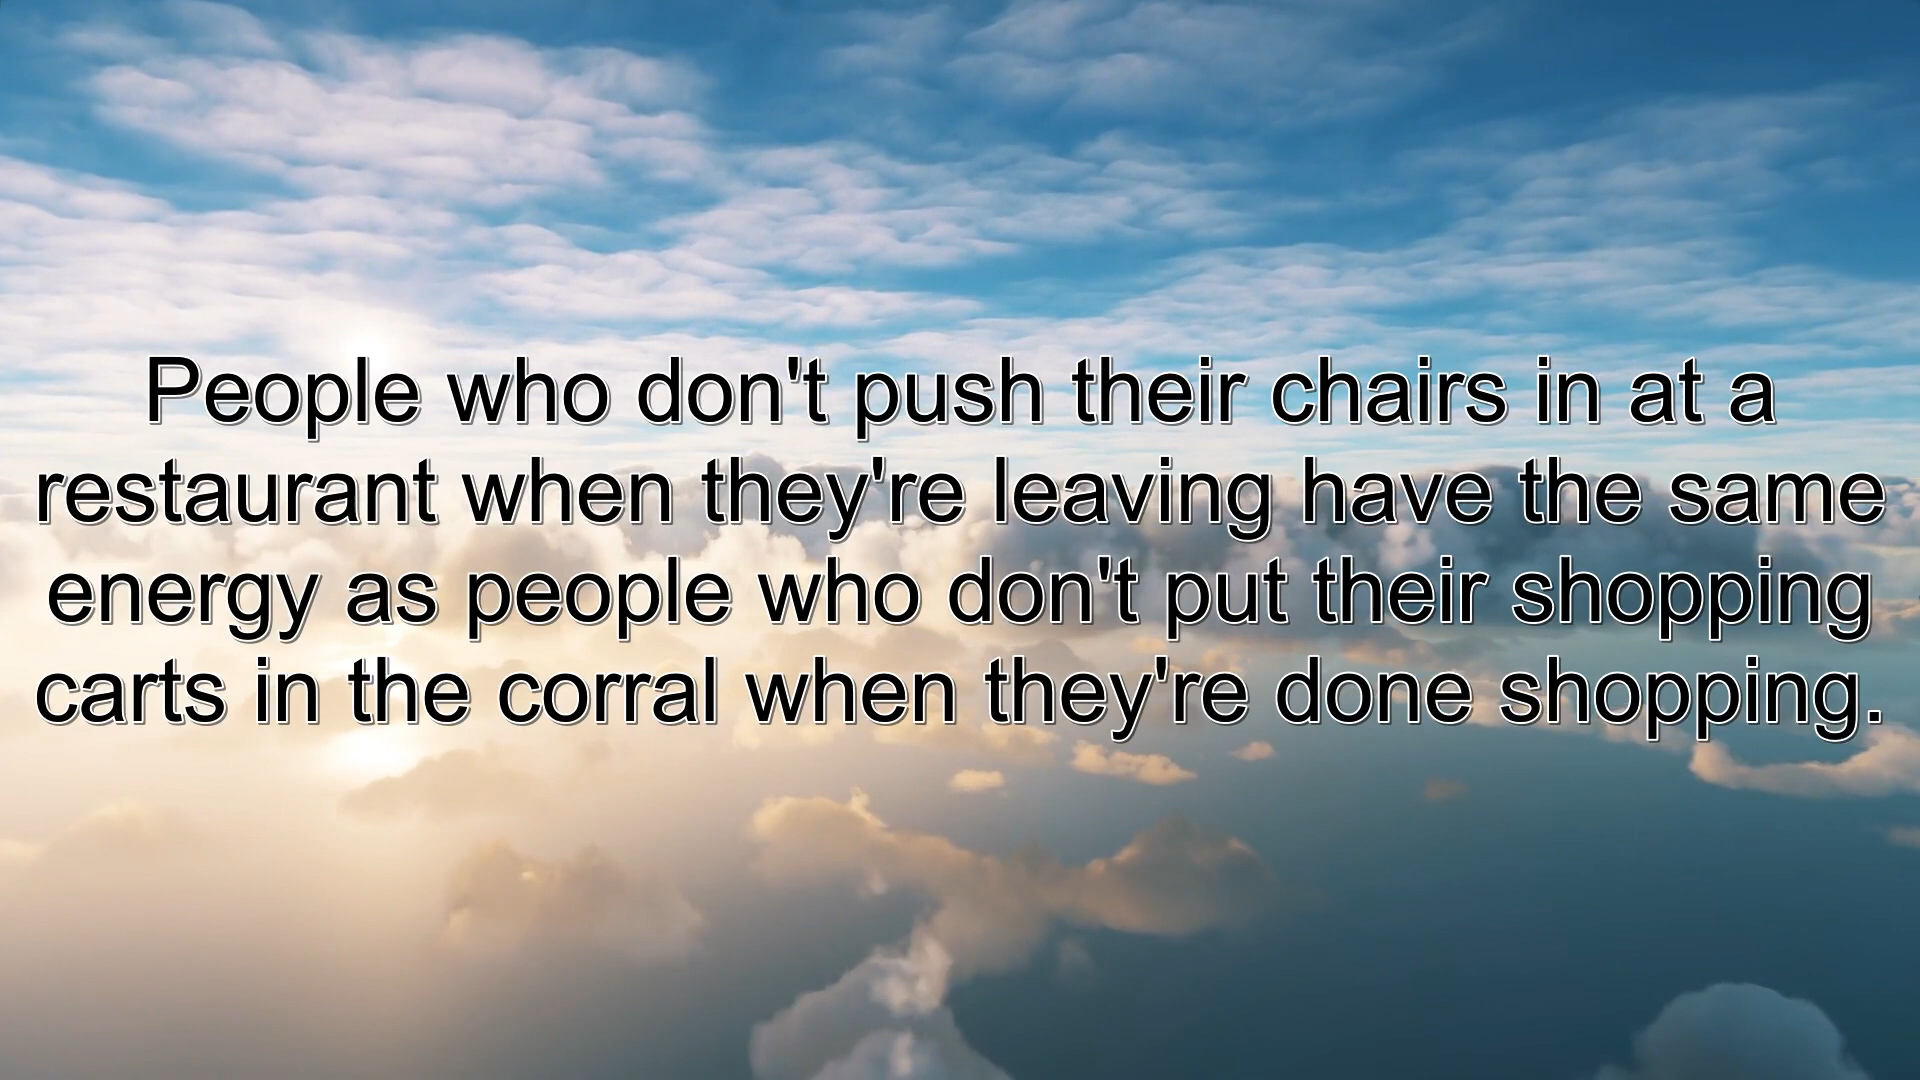 People who don't push their chairs in at a
restaurant when they're leaving have the same
energy as people who don't put their shopping
carts in the corral when they're done shopping.